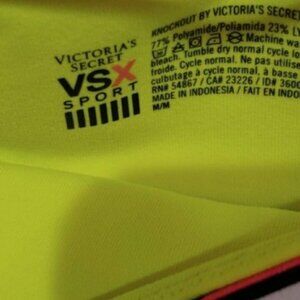 VICTORIA'S
SECRET
VSX
SPORT
KNOCKOUT BY VICTORIA'S SECRET
77% Polyamide/Poliamida 23% LY
Machine wa
bleach. Tumble dry normal cycle lo
froide. Cycle normal. Ne pas utilise
culbutage à cycle normal, à basse
RN# 54867 / CA# 23226 / ID# 3600
MADE IN INDONESIA / FAIT EN INDO
M/M